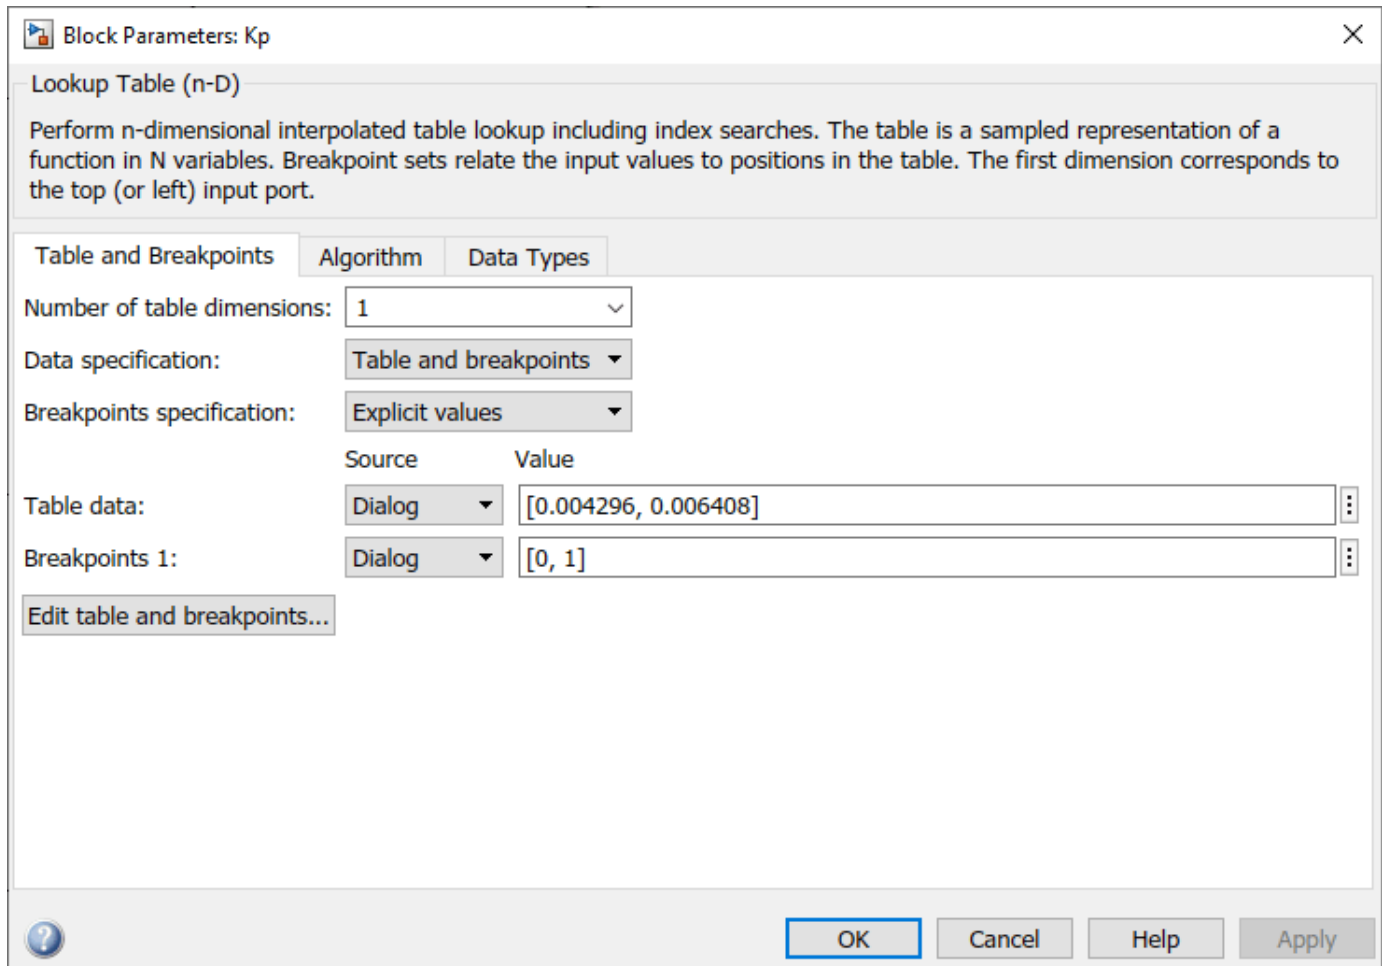 Block Parameters: Kp
Lookup Table (n-D)
Perform n-dimensional interpolated table lookup including index searches. The table is a sampled representation of a
function in N variables. Breakpoint sets relate the input values to positions in the table. The first dimension corresponds to
the top (or left) input port.
Table and Breakpoints Algorithm Data Types
Number of table dimensions: 1
Data specification: Table and breakpoints
Breakpoints specification: Explicit values
Source Value
Table data: Dialog [0.004296, 0.006408]
Breakpoints 1: Dialog [0, 1]
Edit table and breakpoints...
OK Cancel Help Apply